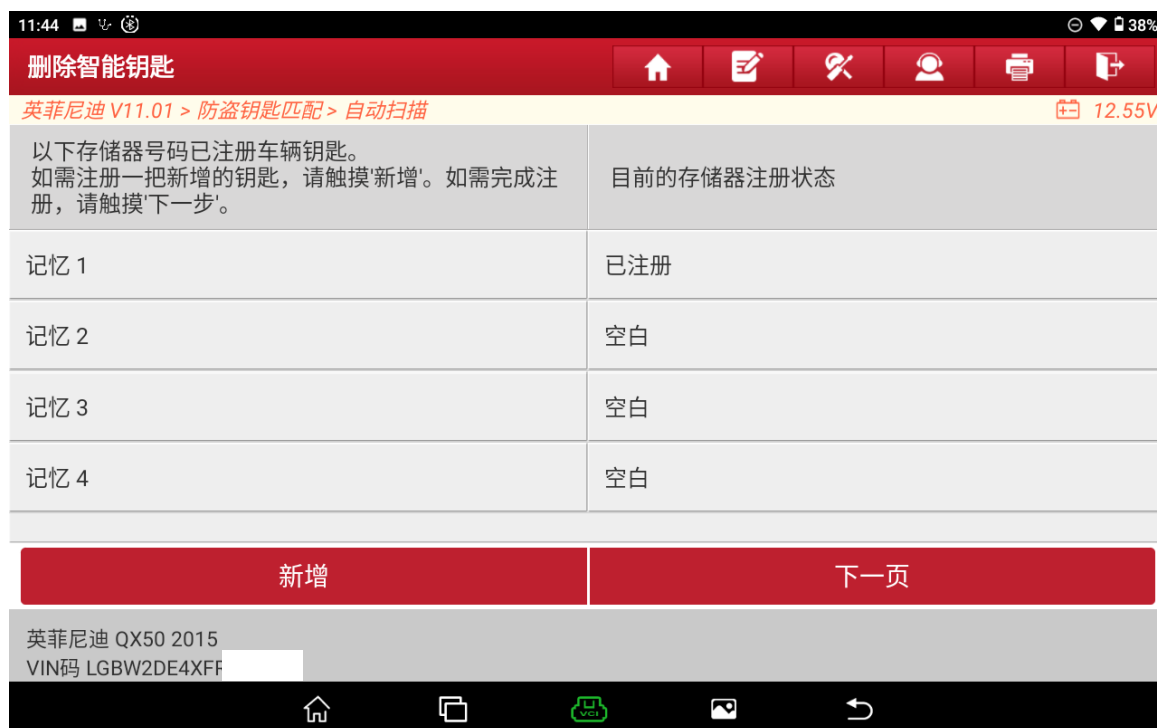 11:44
38%
删除智能钥匙
英菲尼迪 V11.01 > 防盗钥匙匹配 > 自动扫描
12.55V
以下存储器号码已注册车辆钥匙。
如需注册一把新增的钥匙，请触摸'新增'。如需完成注
册，请触摸'下一步'。
目前的存储器注册状态
记忆 1
已注册
记忆 2
空白
记忆 3
空白
记忆 4
空白
新增
下一页
英菲尼迪 QX50 2015
VIN码 LGBW2DE4XF
VCI